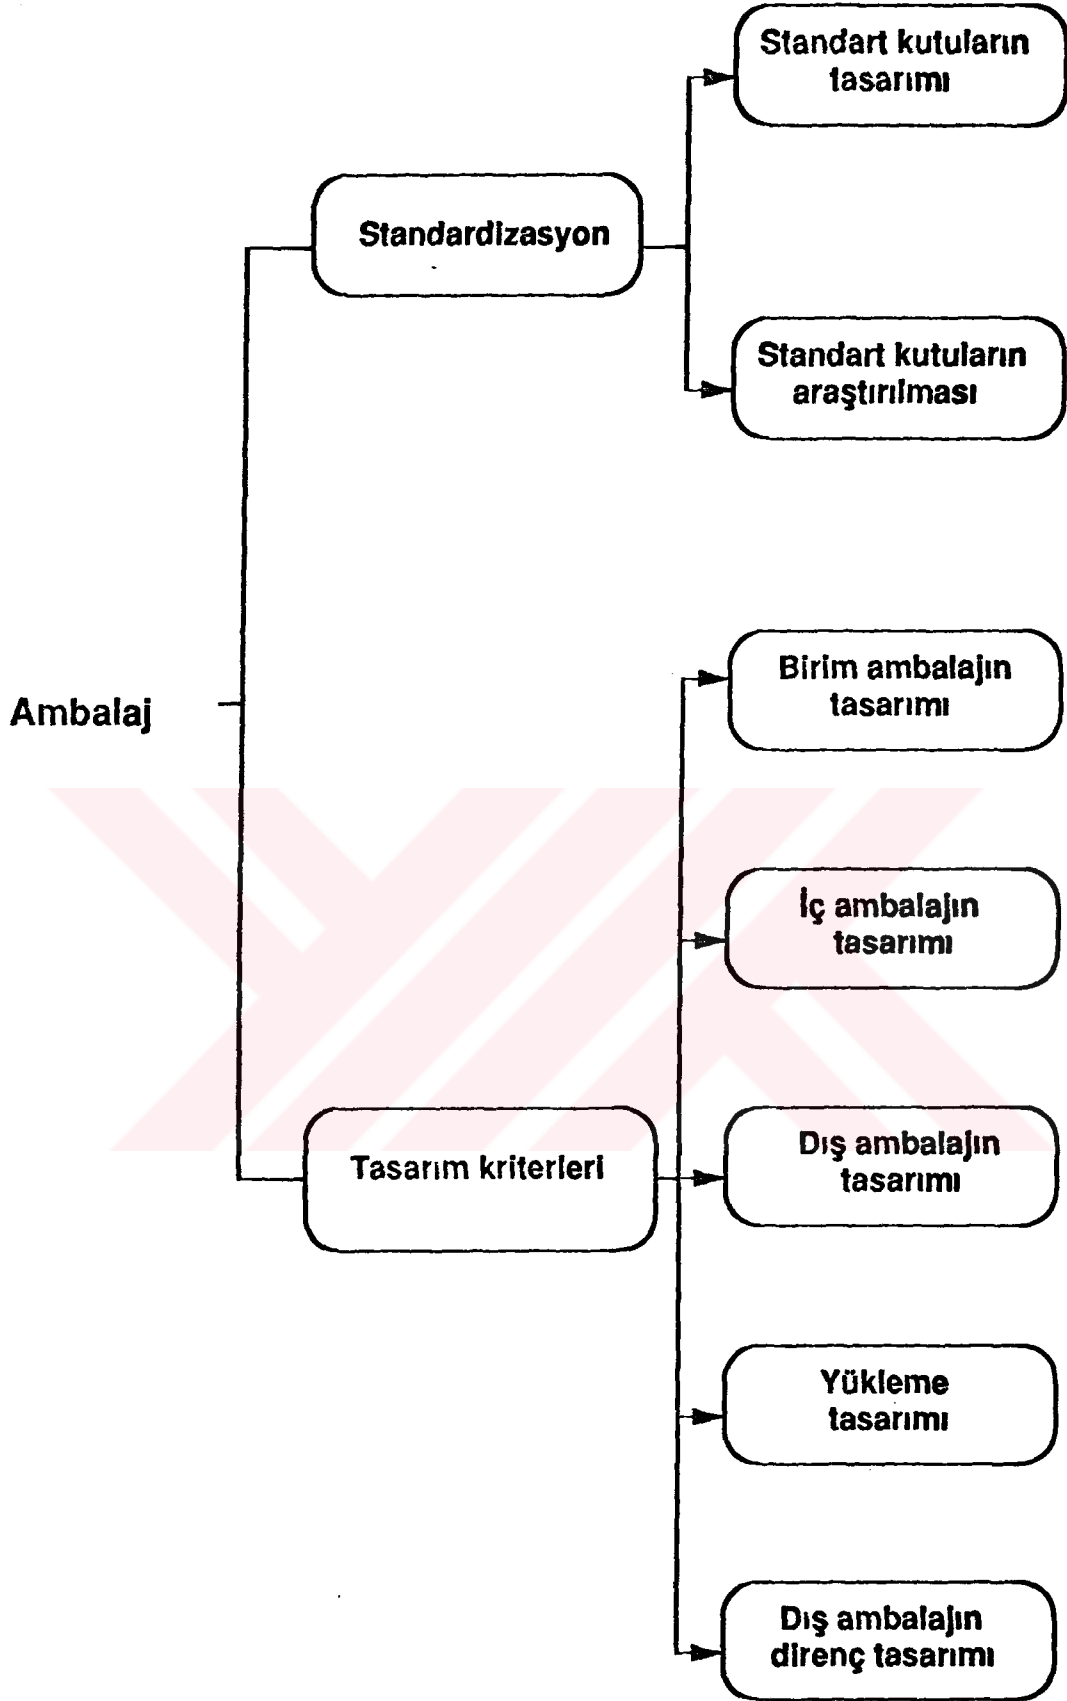 Standart kutuların
tasarımı
Standardizasyon
Standart kutuların
araştırılması
Ambalaj
Birim ambalajın
tasarımı
İç ambalajın
tasarımı
Tasarım kriterleri
Dış ambalajın
tasarımı
Yükleme
tasarımı
Dış ambalajın
direnç tasarımı